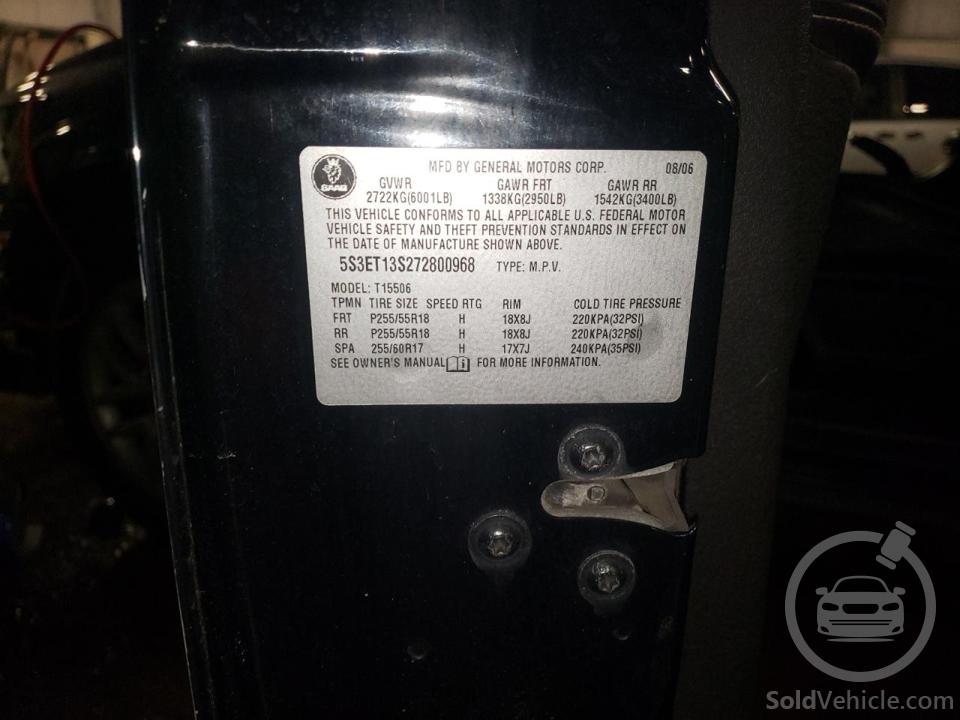 SAAB
MFD BY GENERAL MOTORS CORP. 08/06
GVWR GAWR FRT GAWR RR
2722KG(6001LB) 1338KG(2950LB) 1542KG(3400LB)
THIS VEHICLE CONFORMS TO ALL APPLICABLE U.S. FEDERAL MOTOR
VEHICLE SAFETY AND THEFT PREVENTION STANDARDS IN EFFECT ON
THE DATE OF MANUFACTURE SHOWN ABOVE.
5S3ET13S272800968 TYPE: M.P.V.
MODEL: T15506
TPMN TIRE SIZE SPEED RTG RIM COLD TIRE PRESSURE
FRT P255/55R18 H 18X8J 220KPA(32PSI)
RR P255/55R18 H 18X8J 220KPA(32PSI)
SPA 255/60R17 H 17X7J 240KPA(35PSI)
SEE OWNER'S MANUAL FOR MORE INFORMATION.
SoldVehicle.com